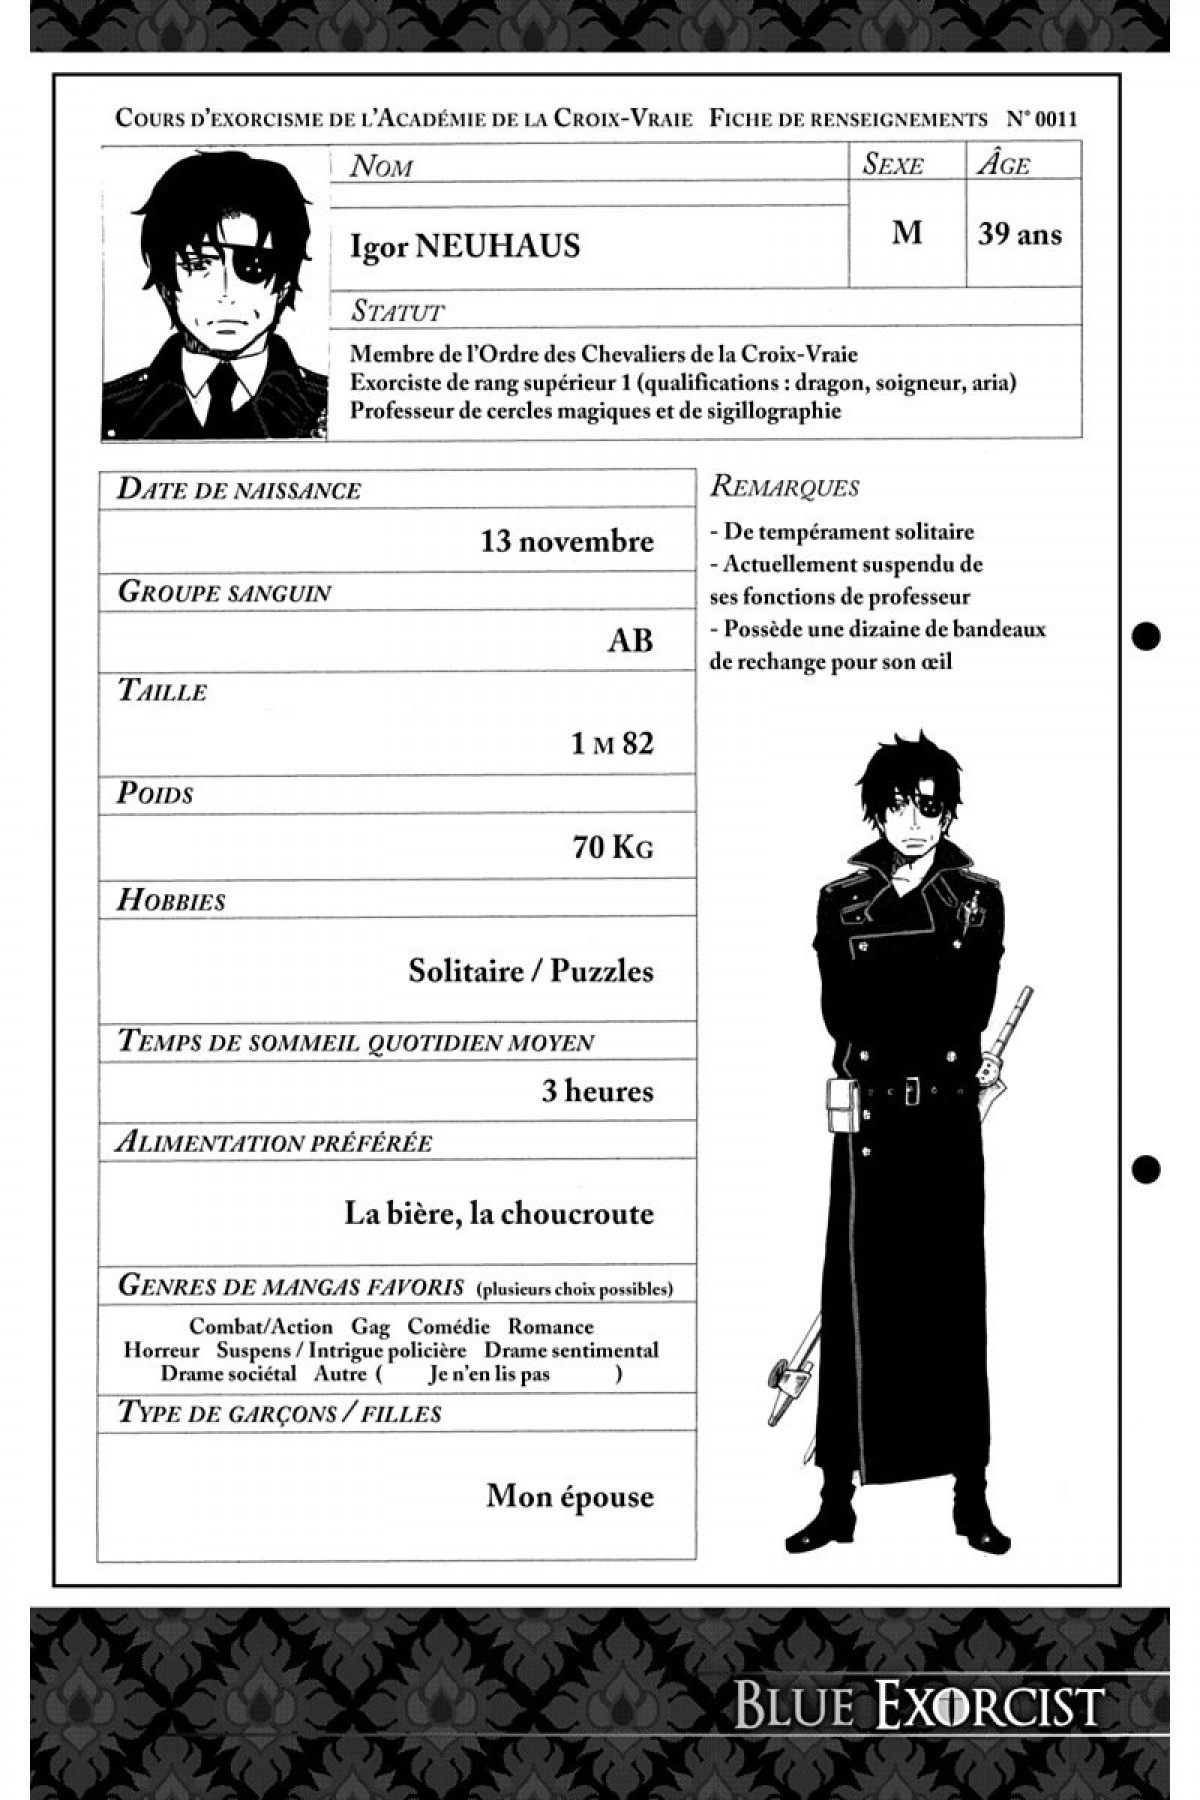 Cours d'exorcisme de l'Académie de la Croix-Vraie Fiche de renseignements N° 0011
Nom
Sexe
Âge
Igor NEUHAUS
M
39 ans
Statut
Membre de l'Ordre des Chevaliers de la Croix-Vraie
Exorciste de rang supérieur 1 (qualifications : dragon, soigneur, aria)
Professeur de cercles magiques et de sigillographie
Date de naissance
13 novembre
Groupe sanguin
AB
Taille
1 m 82
Poids
70 Kg
Hobbies
Solitaire / Puzzles
Temps de sommeil quotidien moyen
3 heures
Alimentation préférée
La bière, la choucroute
Genres de mangas favoris (plusieurs choix possibles)
Combat/Action Gag Comédie Romance
Horreur Suspens / Intrigue policière Drame sentimental
Drame sociétal Autre ( Je n'en lis pas )
Type de garçons / filles
Mon épouse
Remarques
- De tempérament solitaire
- Actuellement suspendu de
ses fonctions de professeur
- Possède une dizaine de bandeaux
de rechange pour son œil
Blue Exorcist